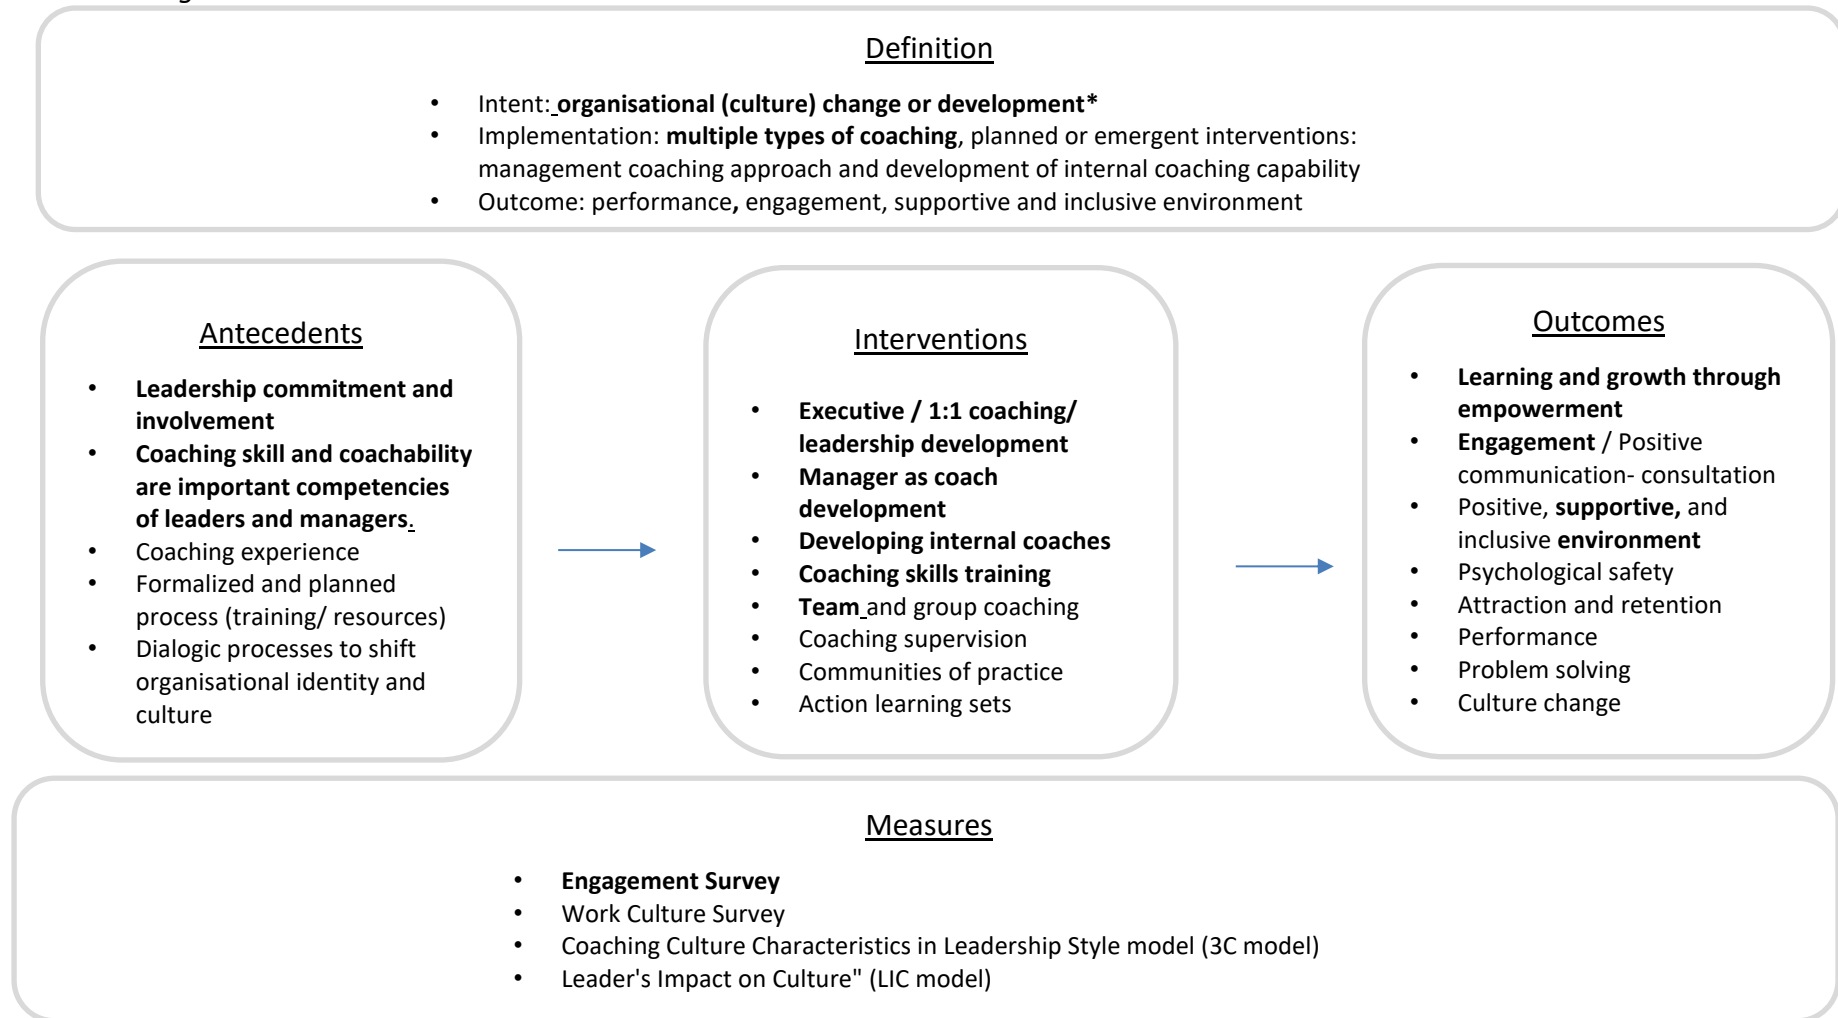 Definition
• Intent: organisational (culture) change or development*
• Implementation: multiple types of coaching, planned or emergent interventions:
management coaching approach and development of internal coaching capability
• Outcome: performance, engagement, supportive and inclusive environment
Antecedents
• Leadership commitment and
involvement
• Coaching skill and coachability
are important competencies
of leaders and managers.
• Coaching experience
• Formalized and planned
process (training/ resources)
• Dialogic processes to shift
organisational identity and
culture
Interventions
• Executive / 1:1 coaching/
leadership development
• Manager as coach
development
• Developing internal coaches
• Coaching skills training
• Team and group coaching
• Coaching supervision
• Communities of practice
• Action learning sets
Outcomes
• Learning and growth through
empowerment
• Engagement / Positive
communication- consultation
• Positive, supportive, and
inclusive environment
• Psychological safety
• Attraction and retention
• Performance
• Problem solving
• Culture change
Measures
• Engagement Survey
• Work Culture Survey
• Coaching Culture Characteristics in Leadership Style model (3C model)
• Leader's Impact on Culture" (LIC model)